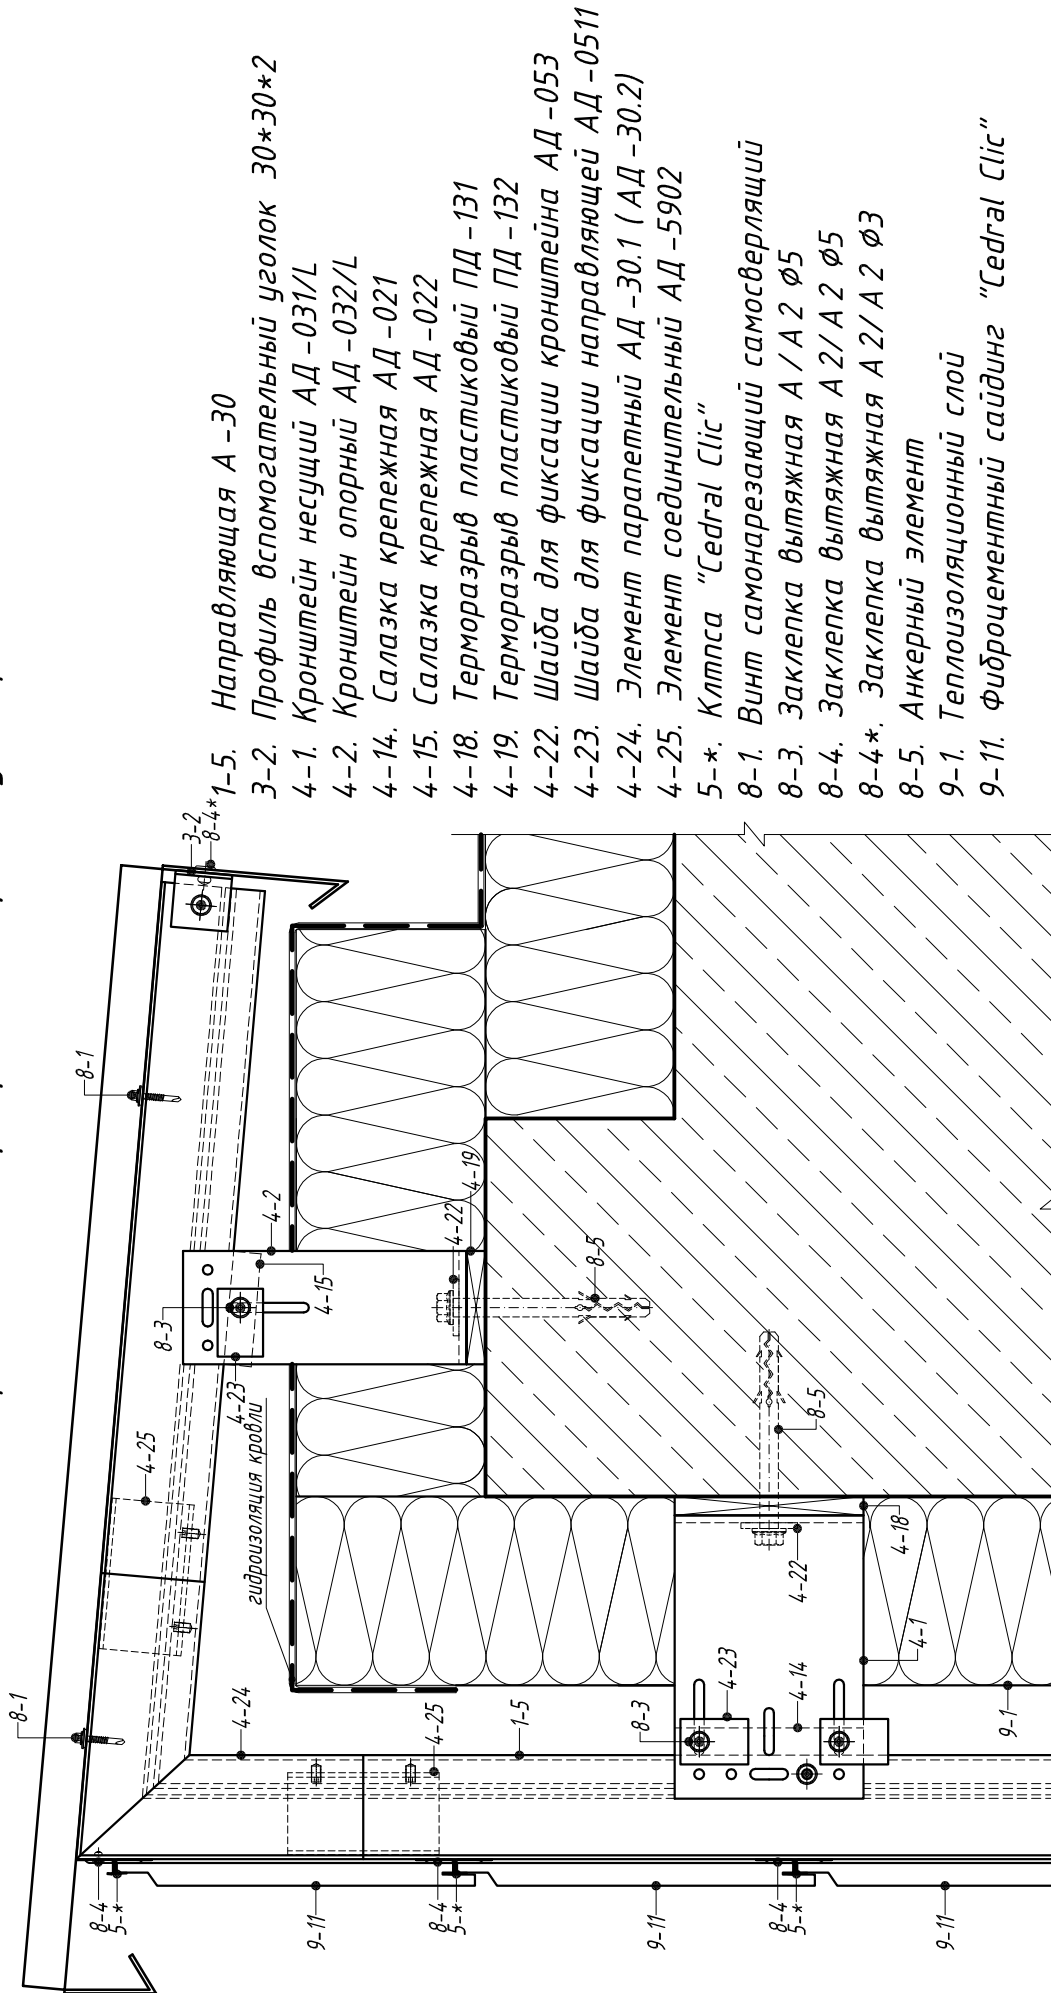 1-5. Направляющая А -30
3-2. Профиль вспомогательный уголок 30*30*2
4-1. Кронштейн несущий АД -031/L
4-2. Кронштейн опорный АД -032/L
4-14. Салазка крепежная АД -021
4-15. Салазка крепежная АД -022
4-18. Терморазрыв пластиковый ПД -131
4-19. Терморазрыв пластиковый ПД -132
4-22. Шайба для фиксации кронштейна АД -053
4-23. Шайба для фиксации направляющей АД -0511
4-24. Элемент парапетный АД -30.1 ( АД -30.2)
4-25. Элемент соединительный АД -5902
5-*. Клтпса "Cedral Clic"
8-1. Винт самонарезающий самосверлящий
8-3. Заклепка вытяжная А / А 2 Ø5
8-4. Заклепка вытяжная А 2/ А 2 Ø5
8-4*. Заклепка вытяжная А 2/ А 2 Ø3
8-5. Анкерный элемент
9-1. Теплоизоляционный слой
9-11. Фиброцементный сайдинг "Cedral Clic"
8-1
8-1
3-2
8-4*
4-25
8-3
4-2
4-23
4-15
гидроизоляция кровли
4-24
4-22
4-19
4-25
1-5
8-5
8-3
4-23
4-14
4-22
8-5
4-18
4-1
9-1
8-4
5-*
9-11
8-4
5-*
9-11
8-4
5-*
9-11